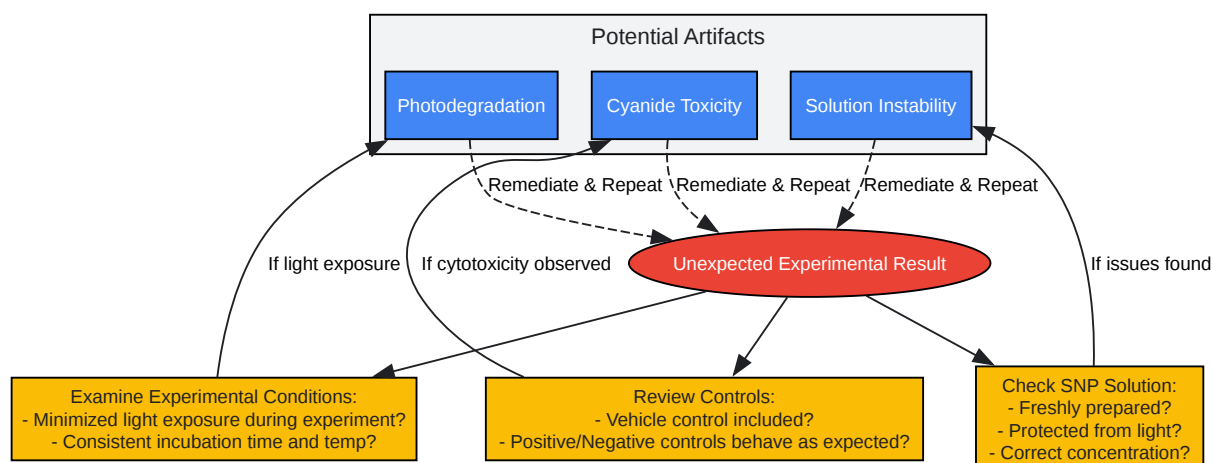 Potential Artifacts
Photodegradation
Cyanide Toxicity
Solution Instability
Remediate & Repeat
Remediate & Repeat
Remediate & Repeat
If light exposure
If cytotoxicity observed
Unexpected Experimental Result
If issues found
Examine Experimental Conditions:
- Minimized light exposure during experiment?
- Consistent incubation time and temp?
Review Controls:
- Vehicle control included?
- Positive/Negative controls behave as expected?
Check SNP Solution:
- Freshly prepared?
- Protected from light?
- Correct concentration?